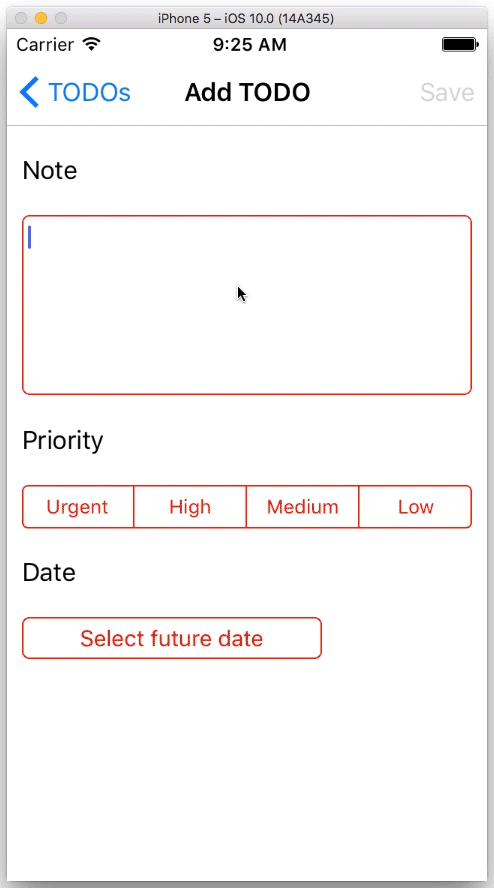 iPhone 5 – iOS 10.0 (14A345)
Carrier 9:25 AM
TODOs Add TODO Save
Note
Priority
Urgent High Medium Low
Date
Select future date